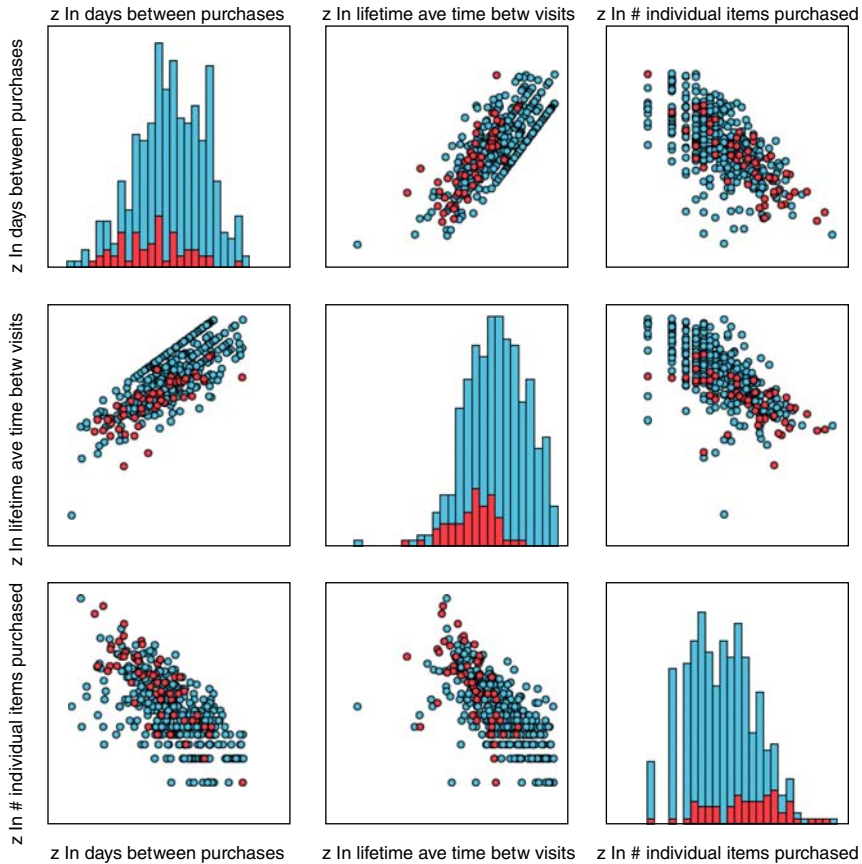 z ln days between purchases
z ln lifetime ave time betw visits
z ln # individual items purchased
z ln days between purchases
z ln lifetime ave time betw visits
z ln # individual items purchased
z ln days between purchases
z ln lifetime ave time betw visits
z ln # individual items purchased